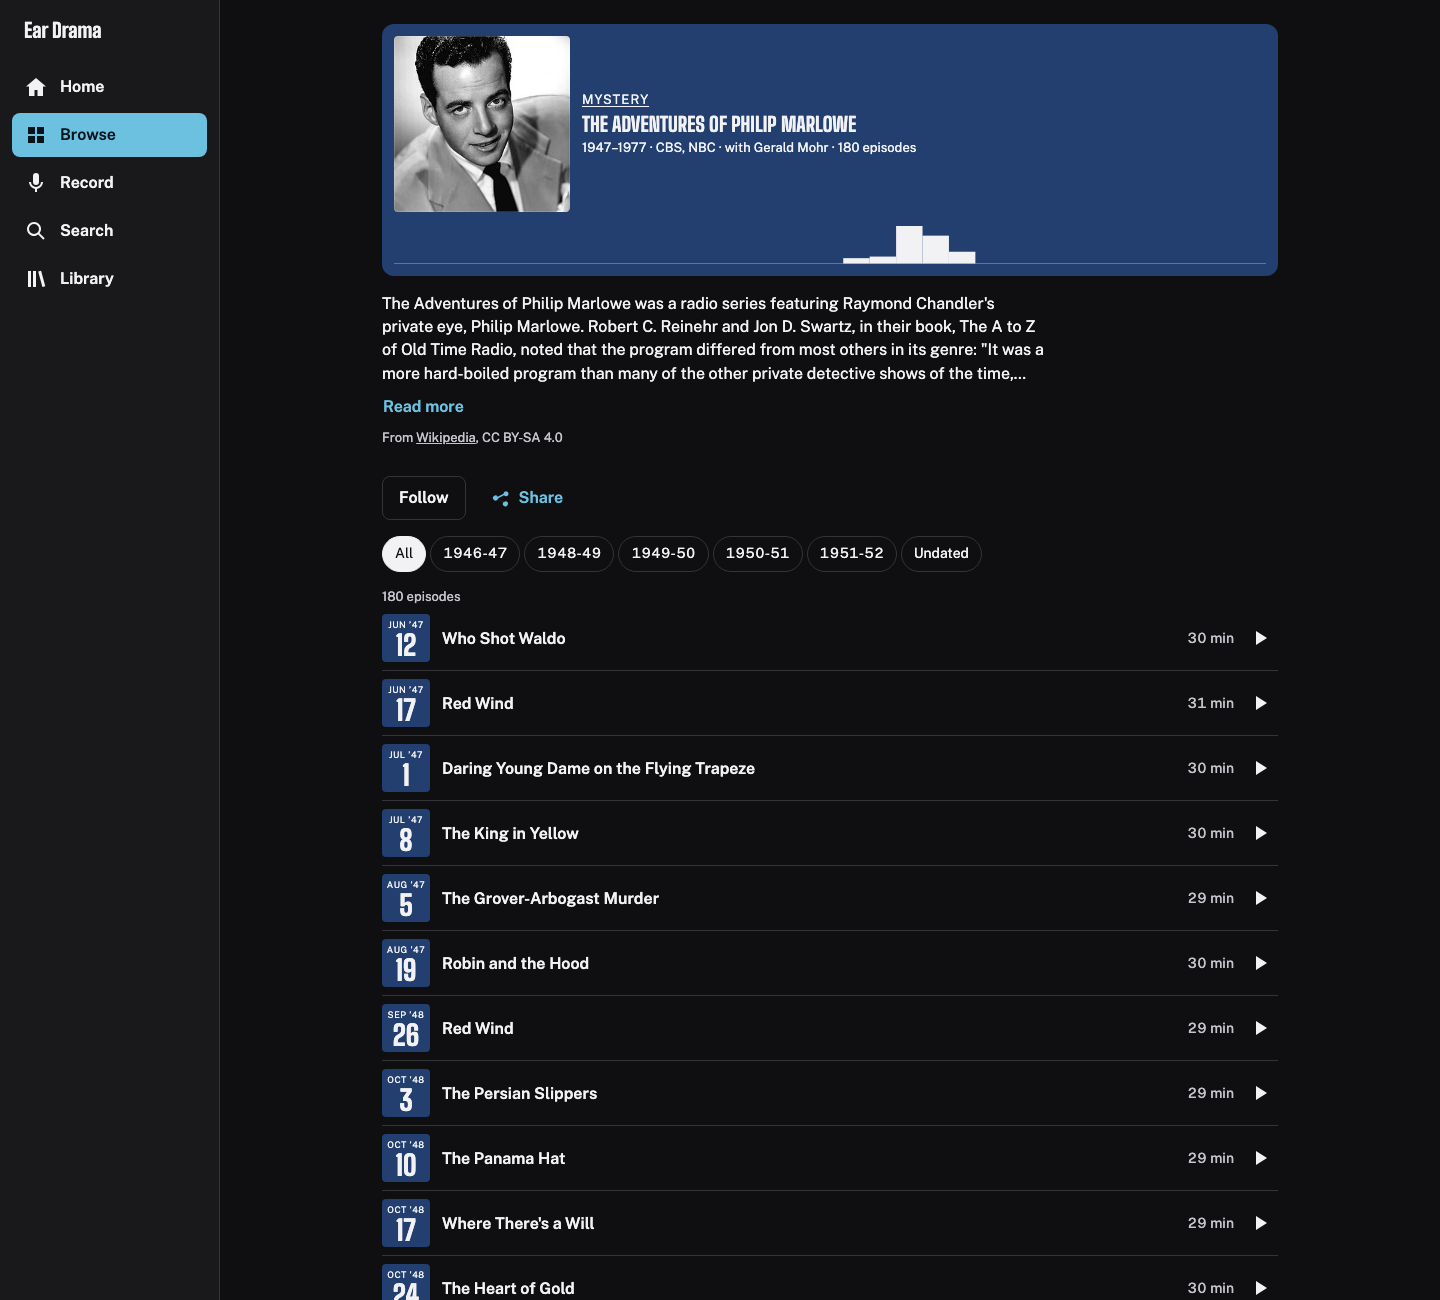 Ear Drama
Home
Browse
Record
Search
Library
MYSTERY
THE ADVENTURES OF PHILIP MARLOWE
1947–1977 · CBS, NBC · with Gerald Mohr · 180 episodes
The Adventures of Philip Marlowe was a radio series featuring Raymond Chandler's
private eye, Philip Marlowe. Robert C. Reinehr and Jon D. Swartz, in their book, The A to Z
of Old Time Radio, noted that the program differed from most others in its genre: "It was a
more hard-boiled program than many of the other private detective shows of the time,...
Read more
From Wikipedia, CC BY-SA 4.0
Follow
Share
All 1946-47 1948-49 1949-50 1950-51 1951-52 Undated
180 episodes
JUN '47
12
Who Shot Waldo
30 min
JUN '47
17
Red Wind
31 min
JUL '47
1
Daring Young Dame on the Flying Trapeze
30 min
JUL '47
8
The King in Yellow
30 min
AUG '47
5
The Grover-Arbogast Murder
29 min
AUG '47
19
Robin and the Hood
30 min
SEP '48
26
Red Wind
29 min
OCT '48
3
The Persian Slippers
29 min
OCT '48
10
The Panama Hat
29 min
OCT '48
17
Where There's a Will
29 min
OCT '48
24
The Heart of Gold
30 min